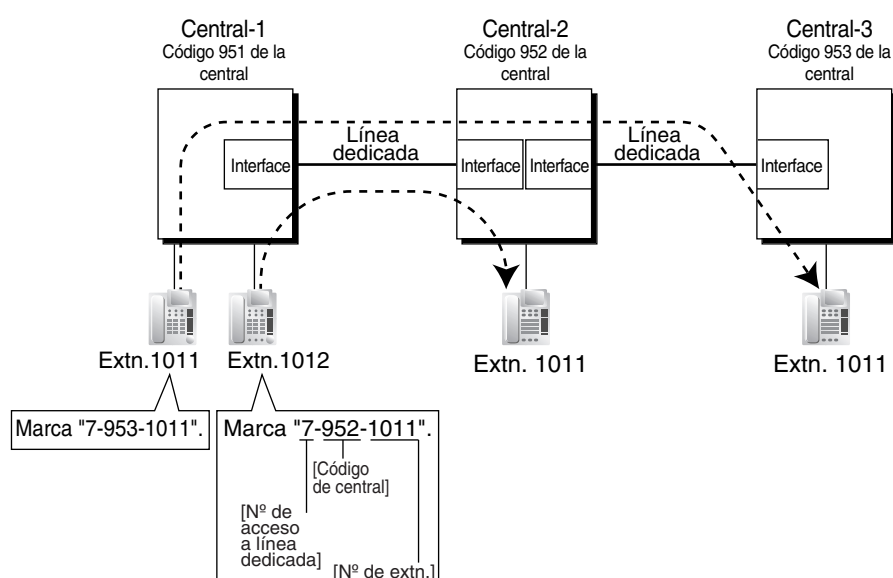 Central-1
Código 951 de la
central
Central-2
Código 952 de la
central
Central-3
Código 953 de la
central
Línea
dedicada
Línea
dedicada
Interface
Interface
Interface
Interface
Extn.1011
Extn.1012
Extn. 1011
Extn. 1011
Marca "7-953-1011".
Marca "7-952-1011".
[Código
de central]
[Nº de
acceso
a línea
dedicada]
[Nº de extn.]